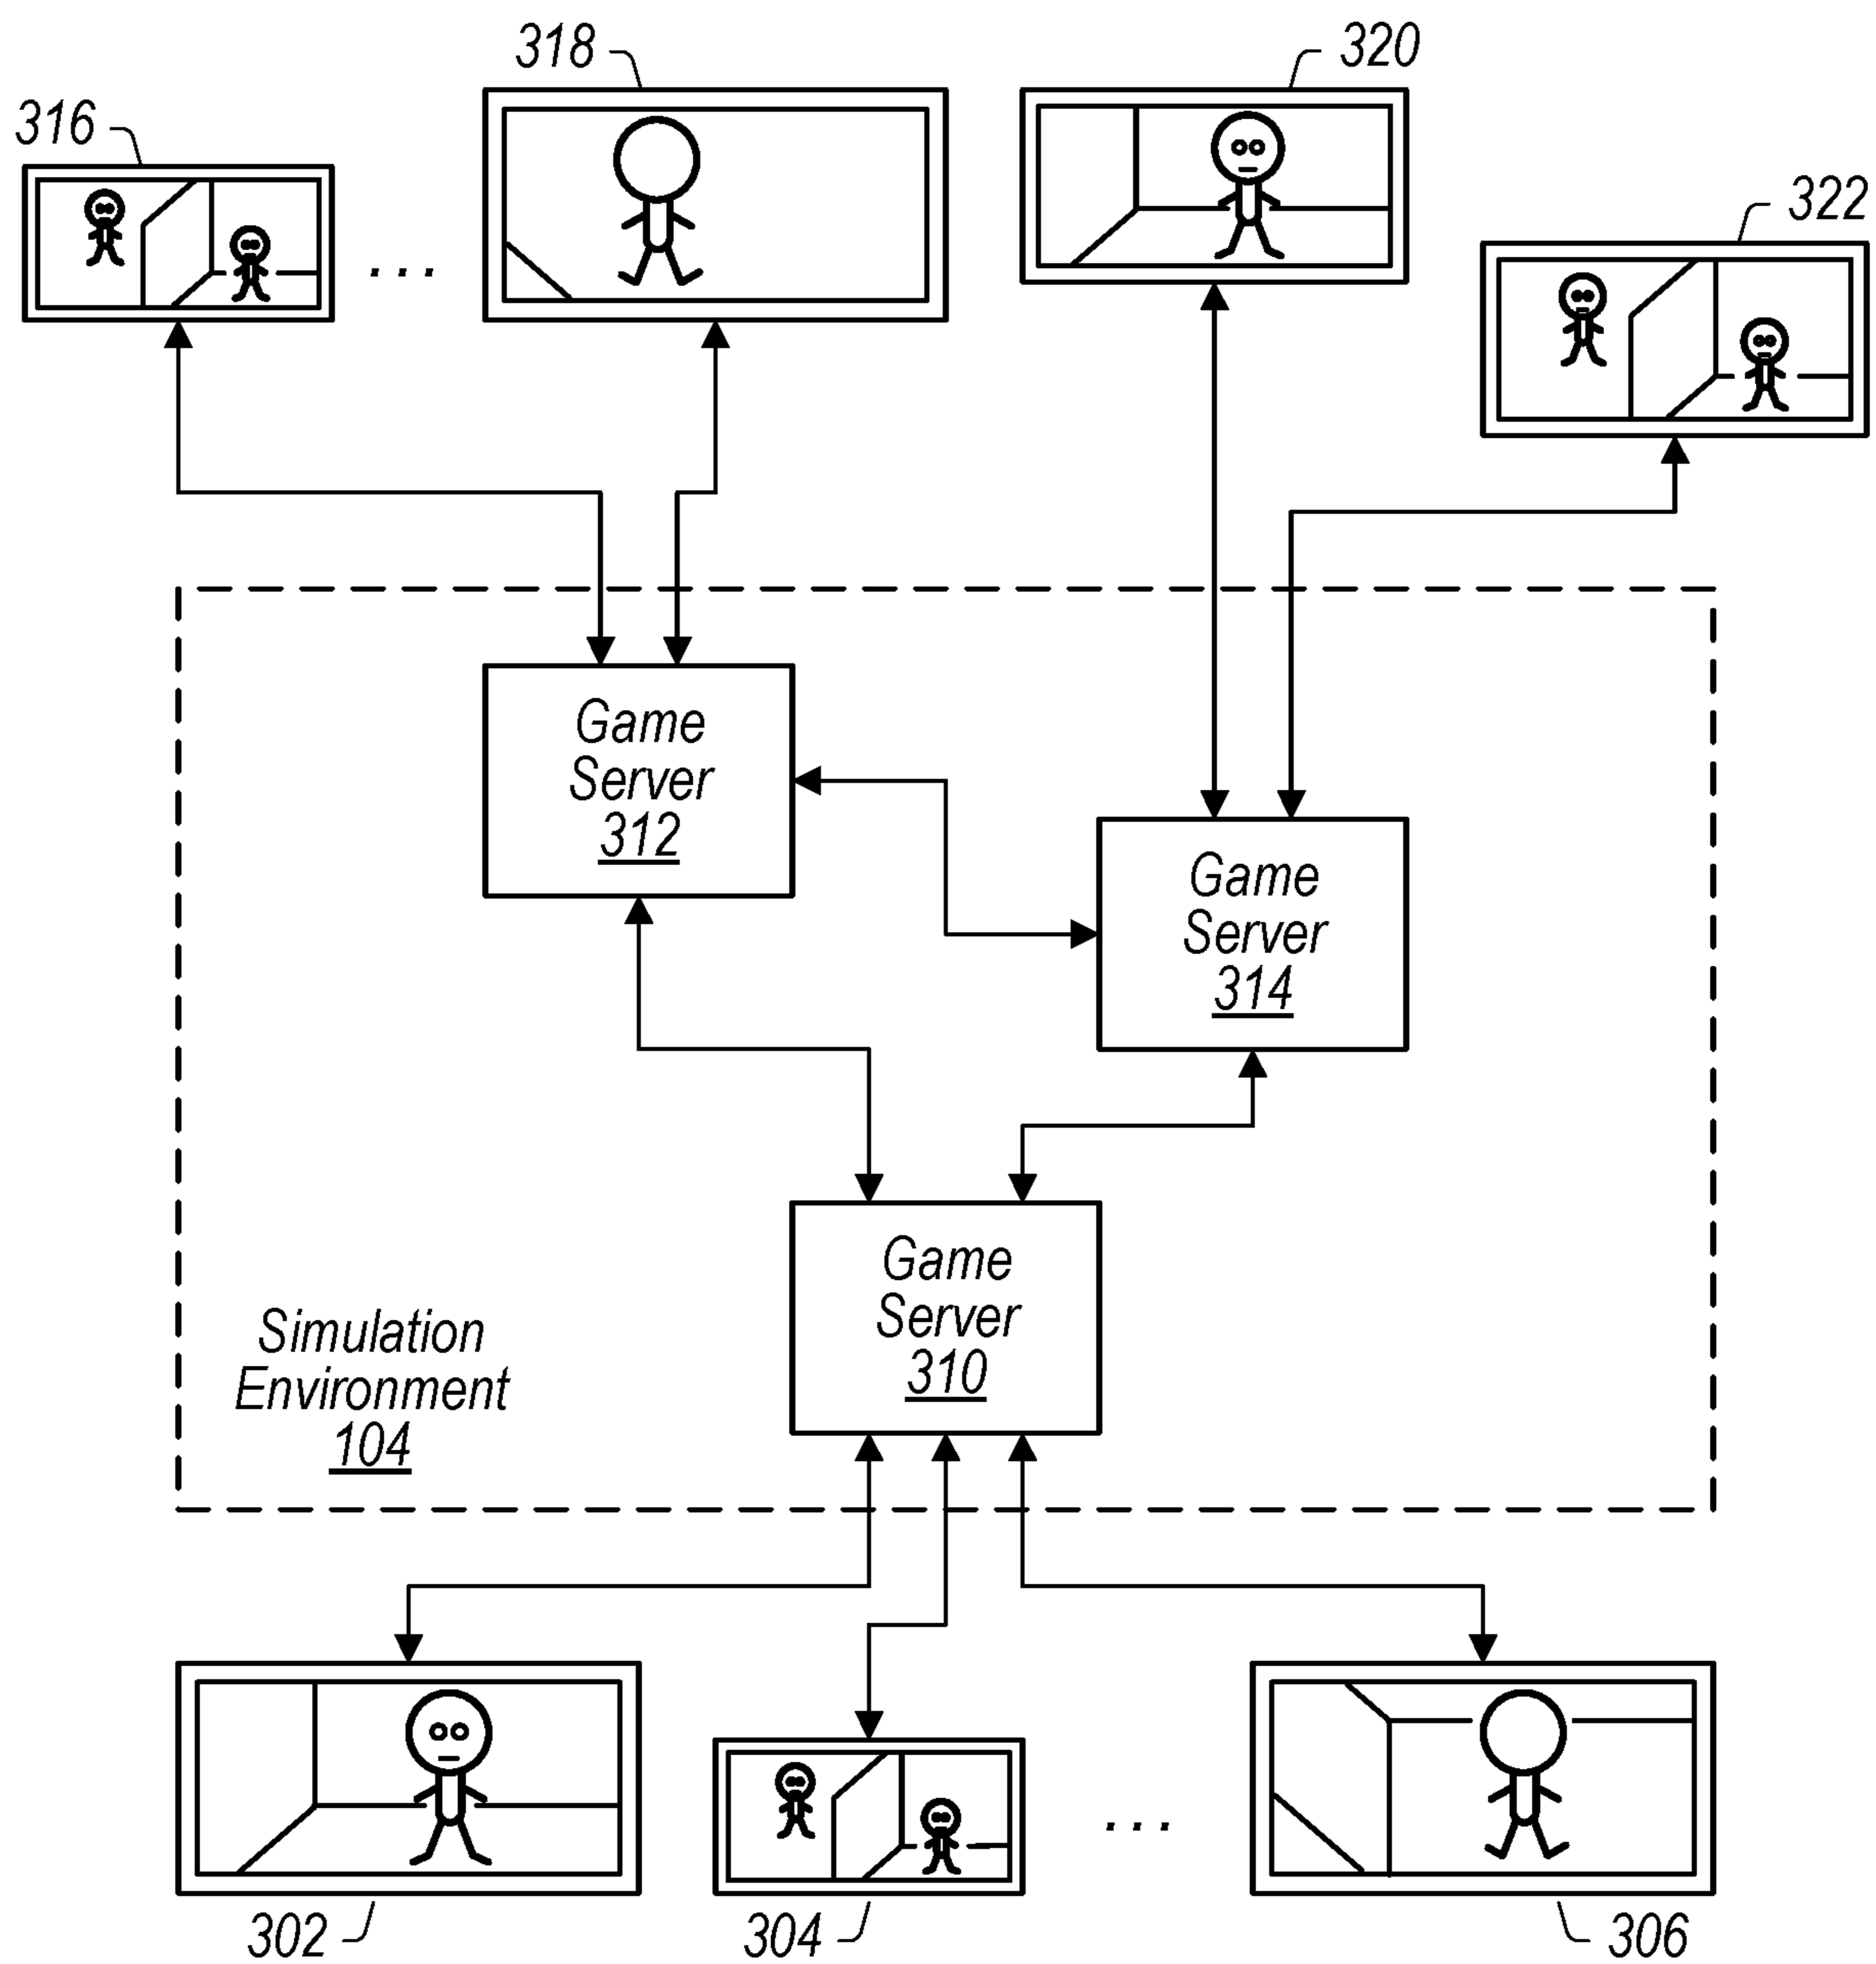 318
320
316
322
...
Game
Server
312
Game
Server
314
Game
Server
310
Simulation
Environment
104
...
302
304
306